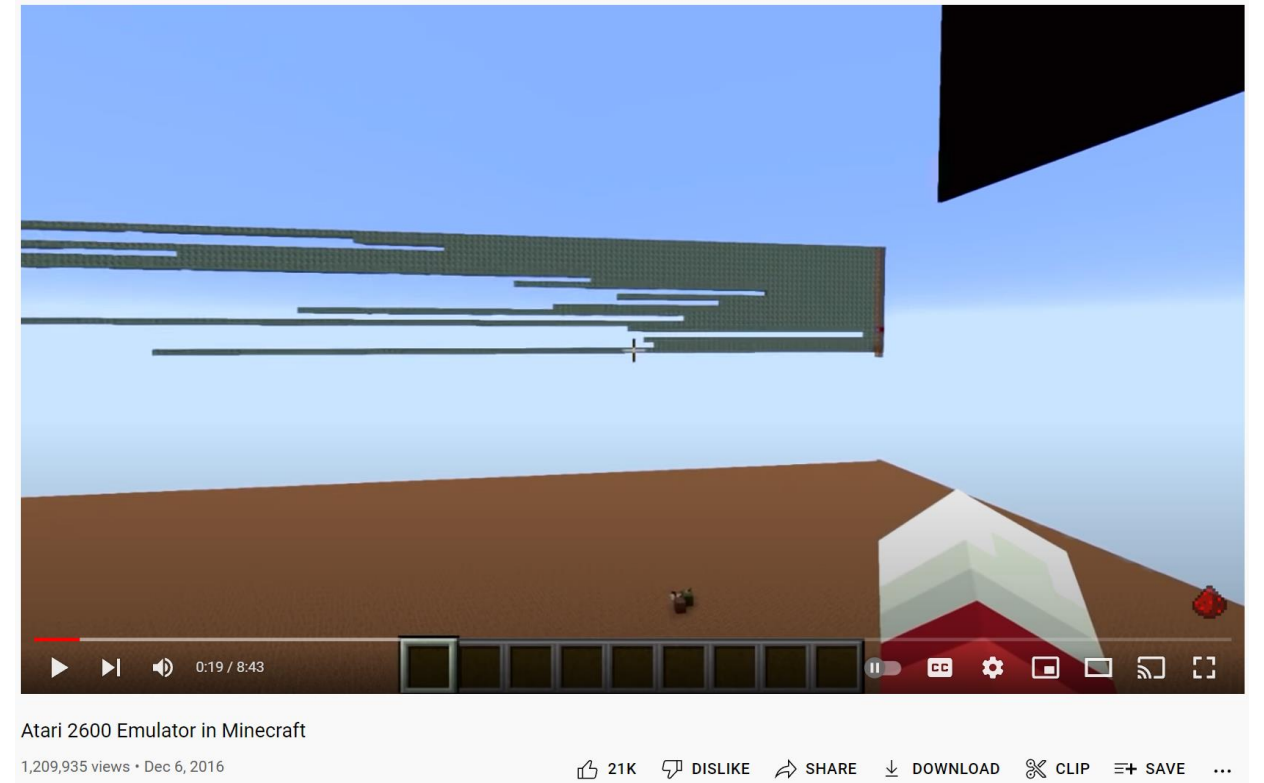 0:19 / 8:43
CC
Atari 2600 Emulator in Minecraft
1,209,935 views • Dec 6, 2016
21K DISLIKE SHARE DOWNLOAD CLIP SAVE ...